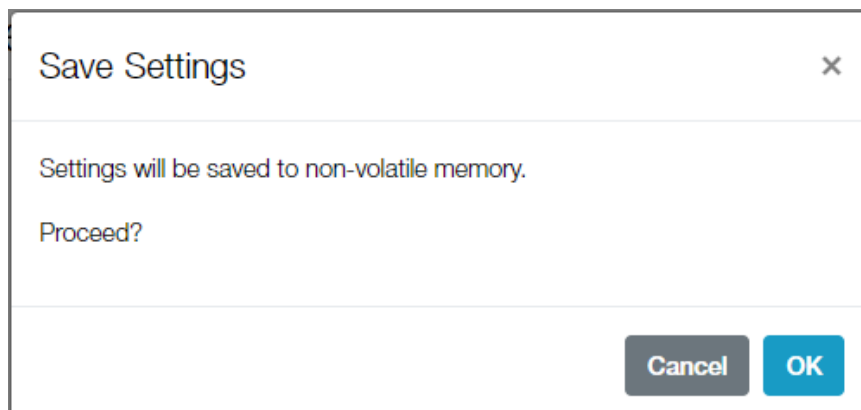 Save Settings
Settings will be saved to non-volatile memory.
Proceed?
Cancel OK